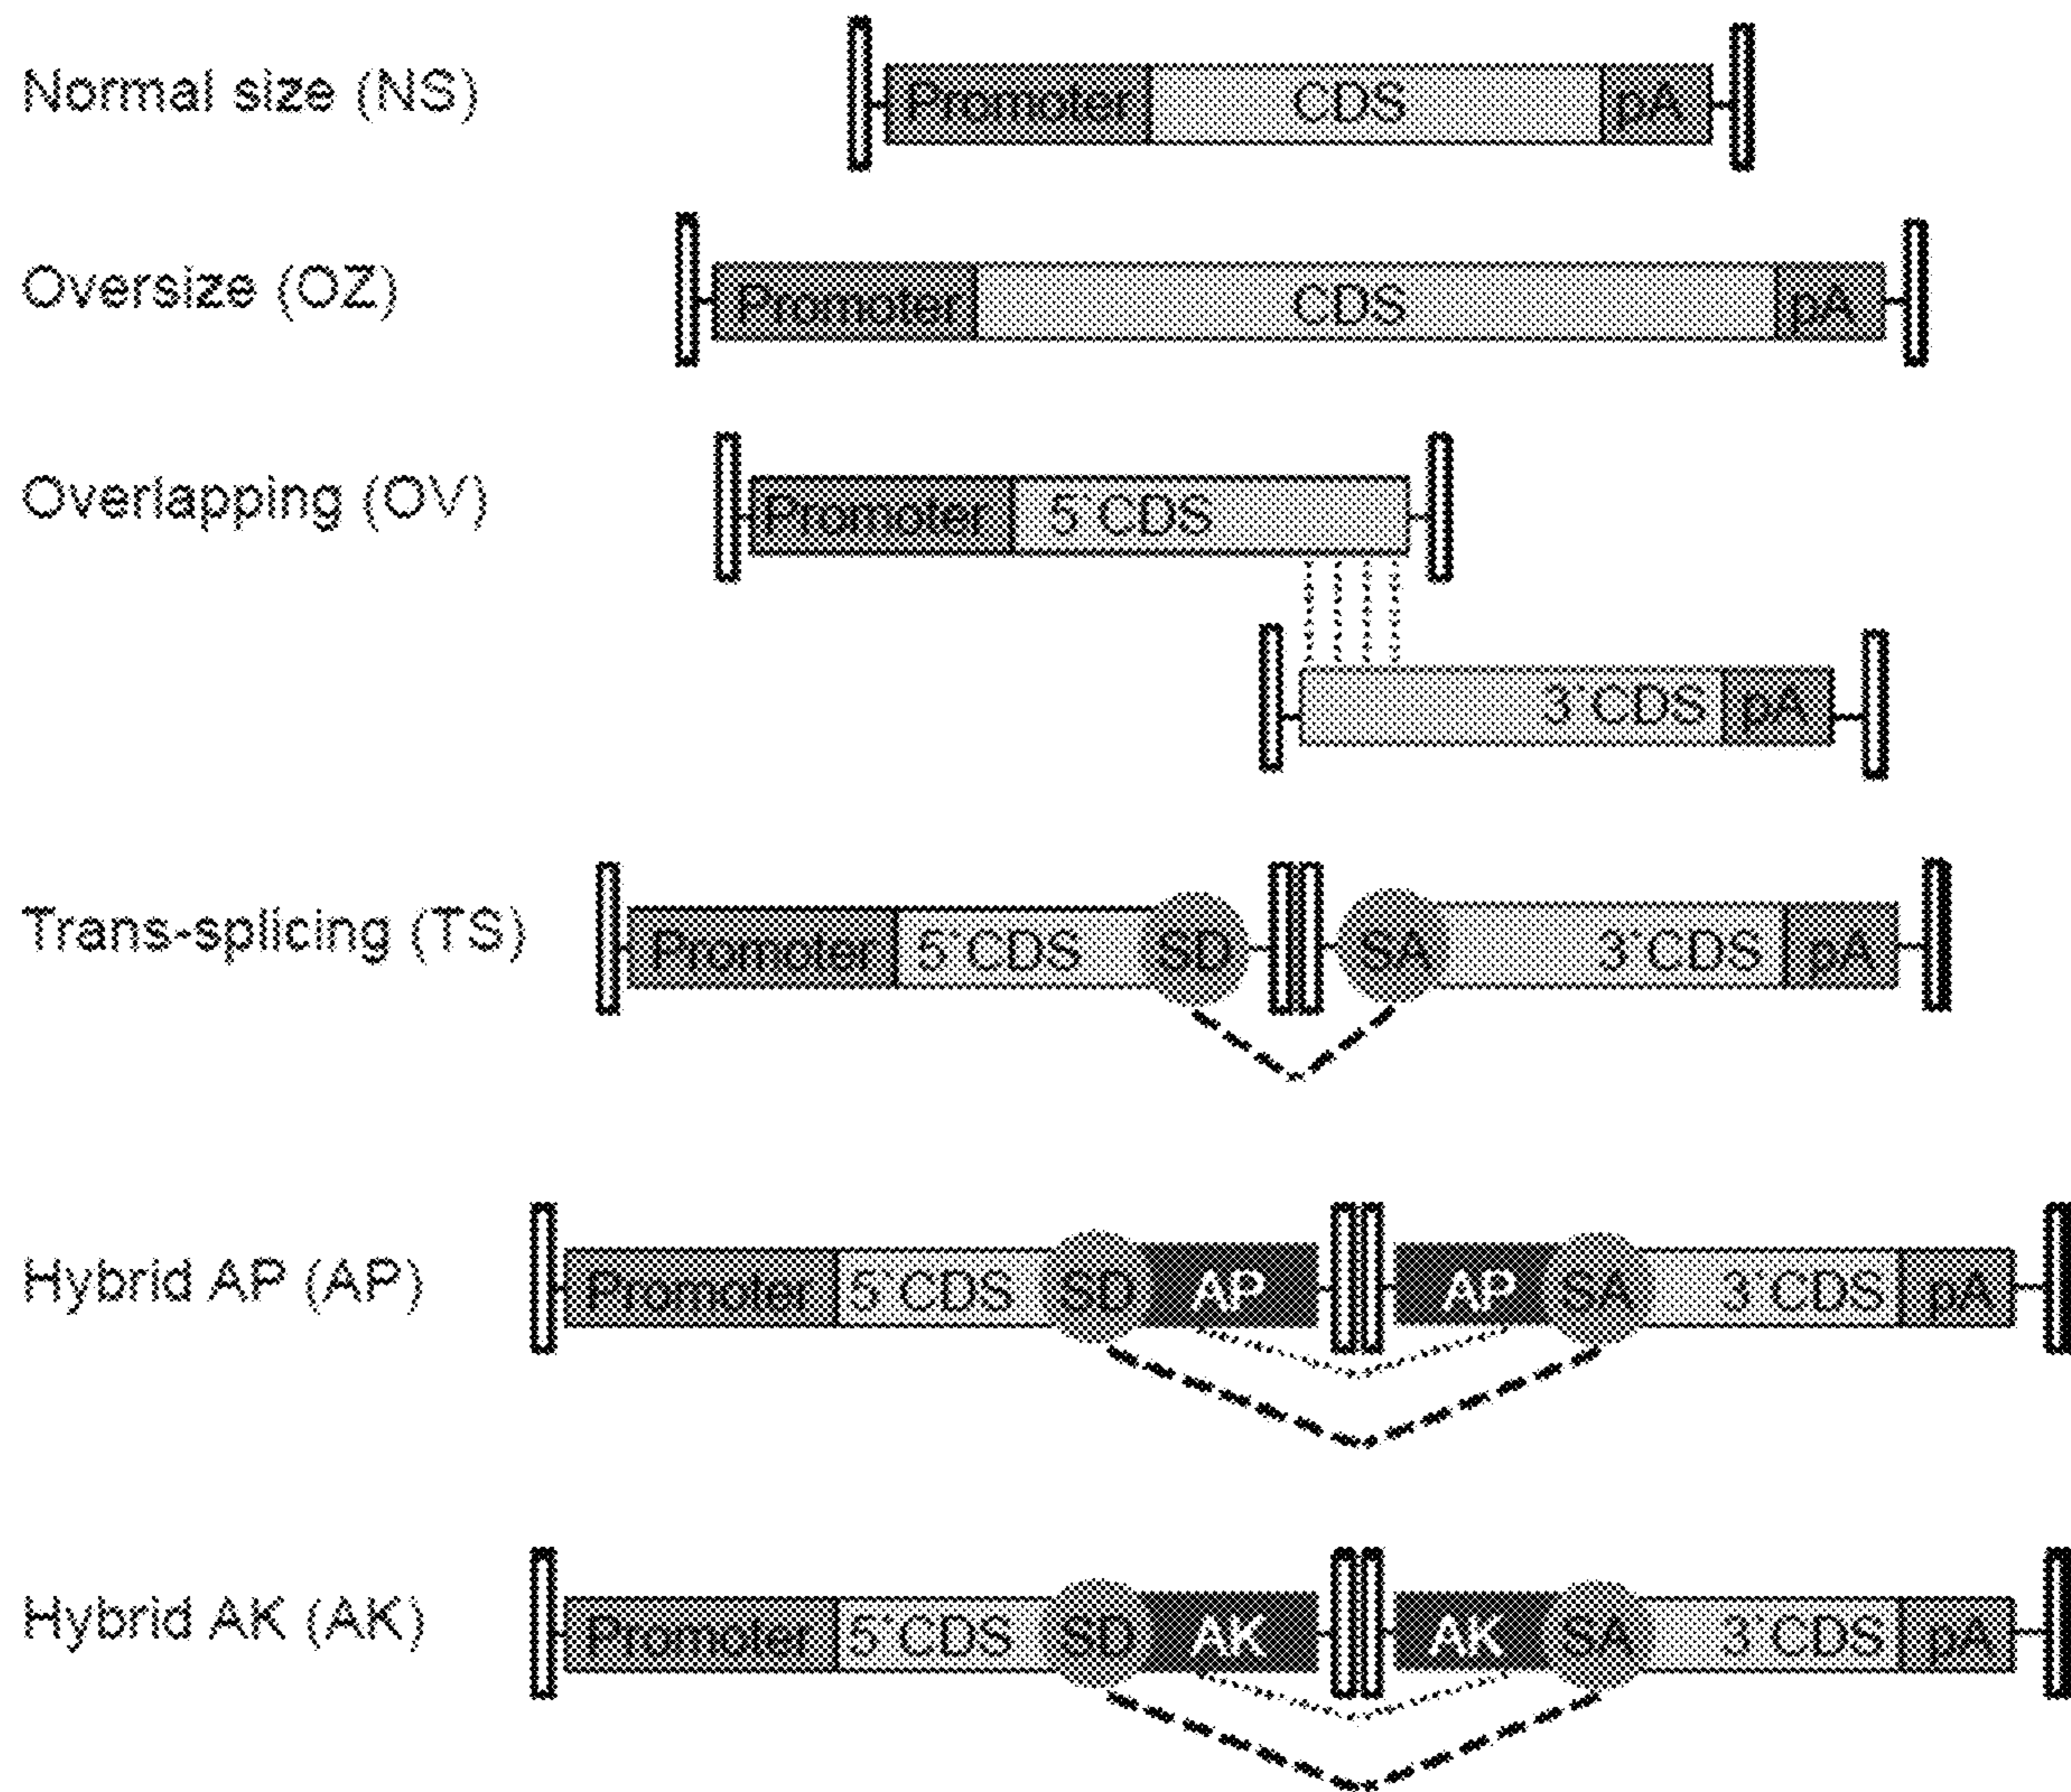 Normal size (NS)
Promoter CDS pA
Oversize (OZ)
Promoter CDS pA
Overlapping (OV)
Promoter 5`CDS
3`CDS pA
Trans-splicing (TS)
Promoter 5`CDS SD SA 3`CDS pA
Hybrid AP (AP)
Promoter 5`CDS SD AP AP SA 3`CDS pA
Hybrid AK (AK)
Promoter 5`CDS SD AK AK SA 3`CDS pA